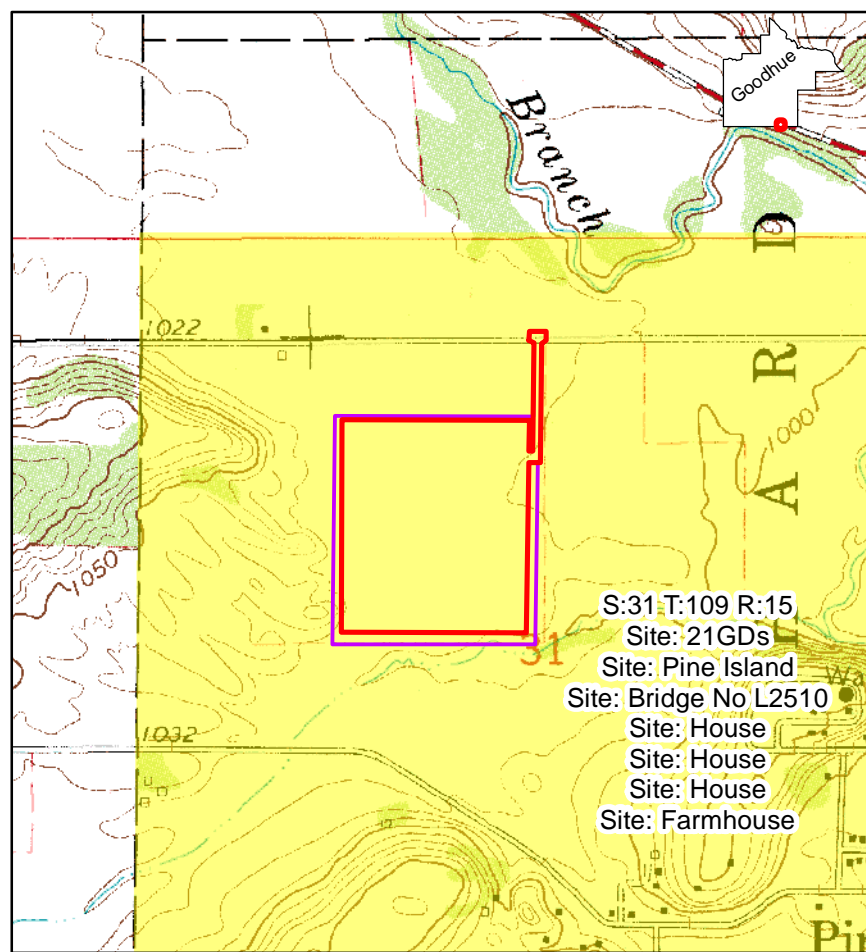 Goodhue
Branch
D
R
A
1022
1000
1050
S:31 T:109 R:15
Site: 21GDs
Site: Pine Island
31
Wa
Site: Bridge No L2510
Site: House
1032
Site: House
Site: House
Site: Farmhouse
Pin